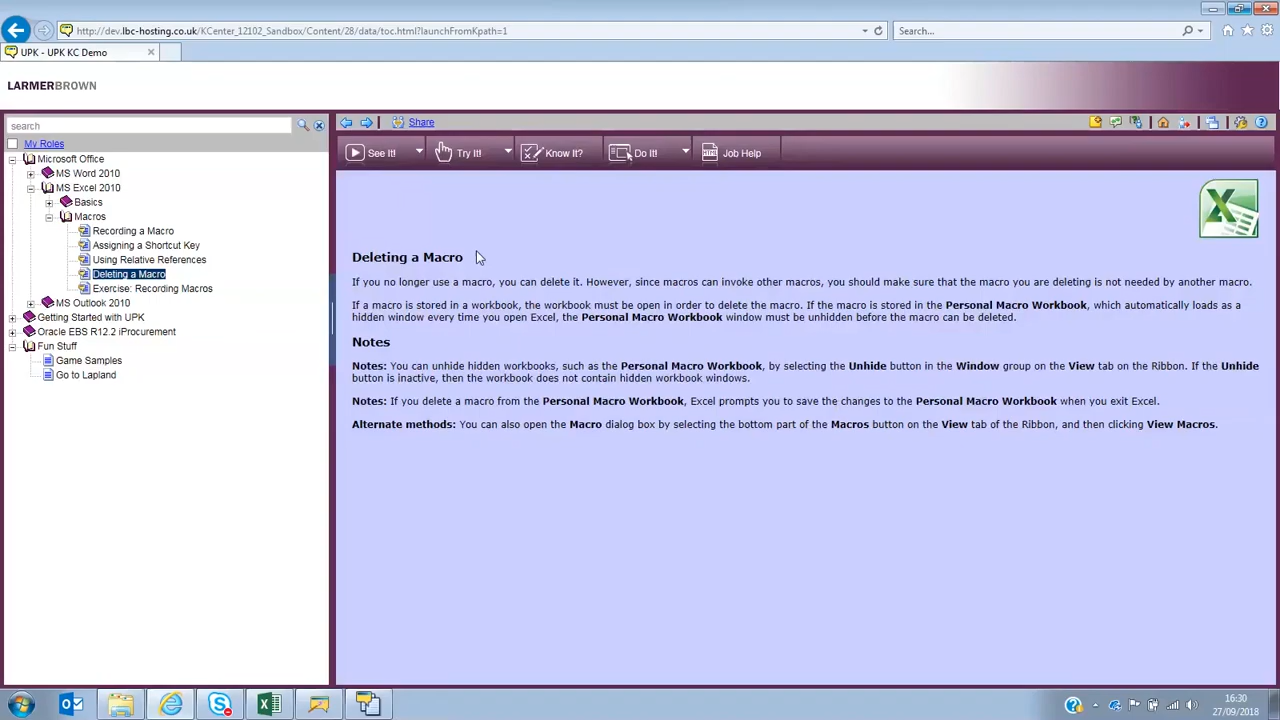 http://dev.lbc-hosting.co.uk/KCenter_12102_Sandbox/Content/28/data/toc.html?launchFromKpath=1
Search...
UPK - UPK KC Demo
LARMERBROWN
search
Share
My Roles
See It!
Try It!
Know It?
Do It!
Job Help
Microsoft Office
MS Word 2010
MS Excel 2010
Basics
Macros
Recording a Macro
Assigning a Shortcut Key
Using Relative References
Deleting a Macro
Exercise: Recording Macros
MS Outlook 2010
Getting Started with UPK
Oracle EBS R12.2 iProcurement
Fun Stuff
Game Samples
Go to Lapland
Deleting a Macro
If you no longer use a macro, you can delete it. However, since macros can invoke other macros, you should make sure that the macro you are deleting is not needed by another macro.
If a macro is stored in a workbook, the workbook must be open in order to delete the macro. If the macro is stored in the Personal Macro Workbook, which automatically loads as a
hidden window every time you open Excel, the Personal Macro Workbook window must be unhidden before the macro can be deleted.
Notes
Notes: You can unhide hidden workbooks, such as the Personal Macro Workbook, by selecting the Unhide button in the Window group on the View tab on the Ribbon. If the Unhide
button is inactive, then the workbook does not contain hidden workbook windows.
Notes: If you delete a macro from the Personal Macro Workbook, Excel prompts you to save the changes to the Personal Macro Workbook when you exit Excel.
Alternate methods: You can also open the Macro dialog box by selecting the bottom part of the Macros button on the View tab of the Ribbon, and then clicking View Macros.
16:30
27/09/2018